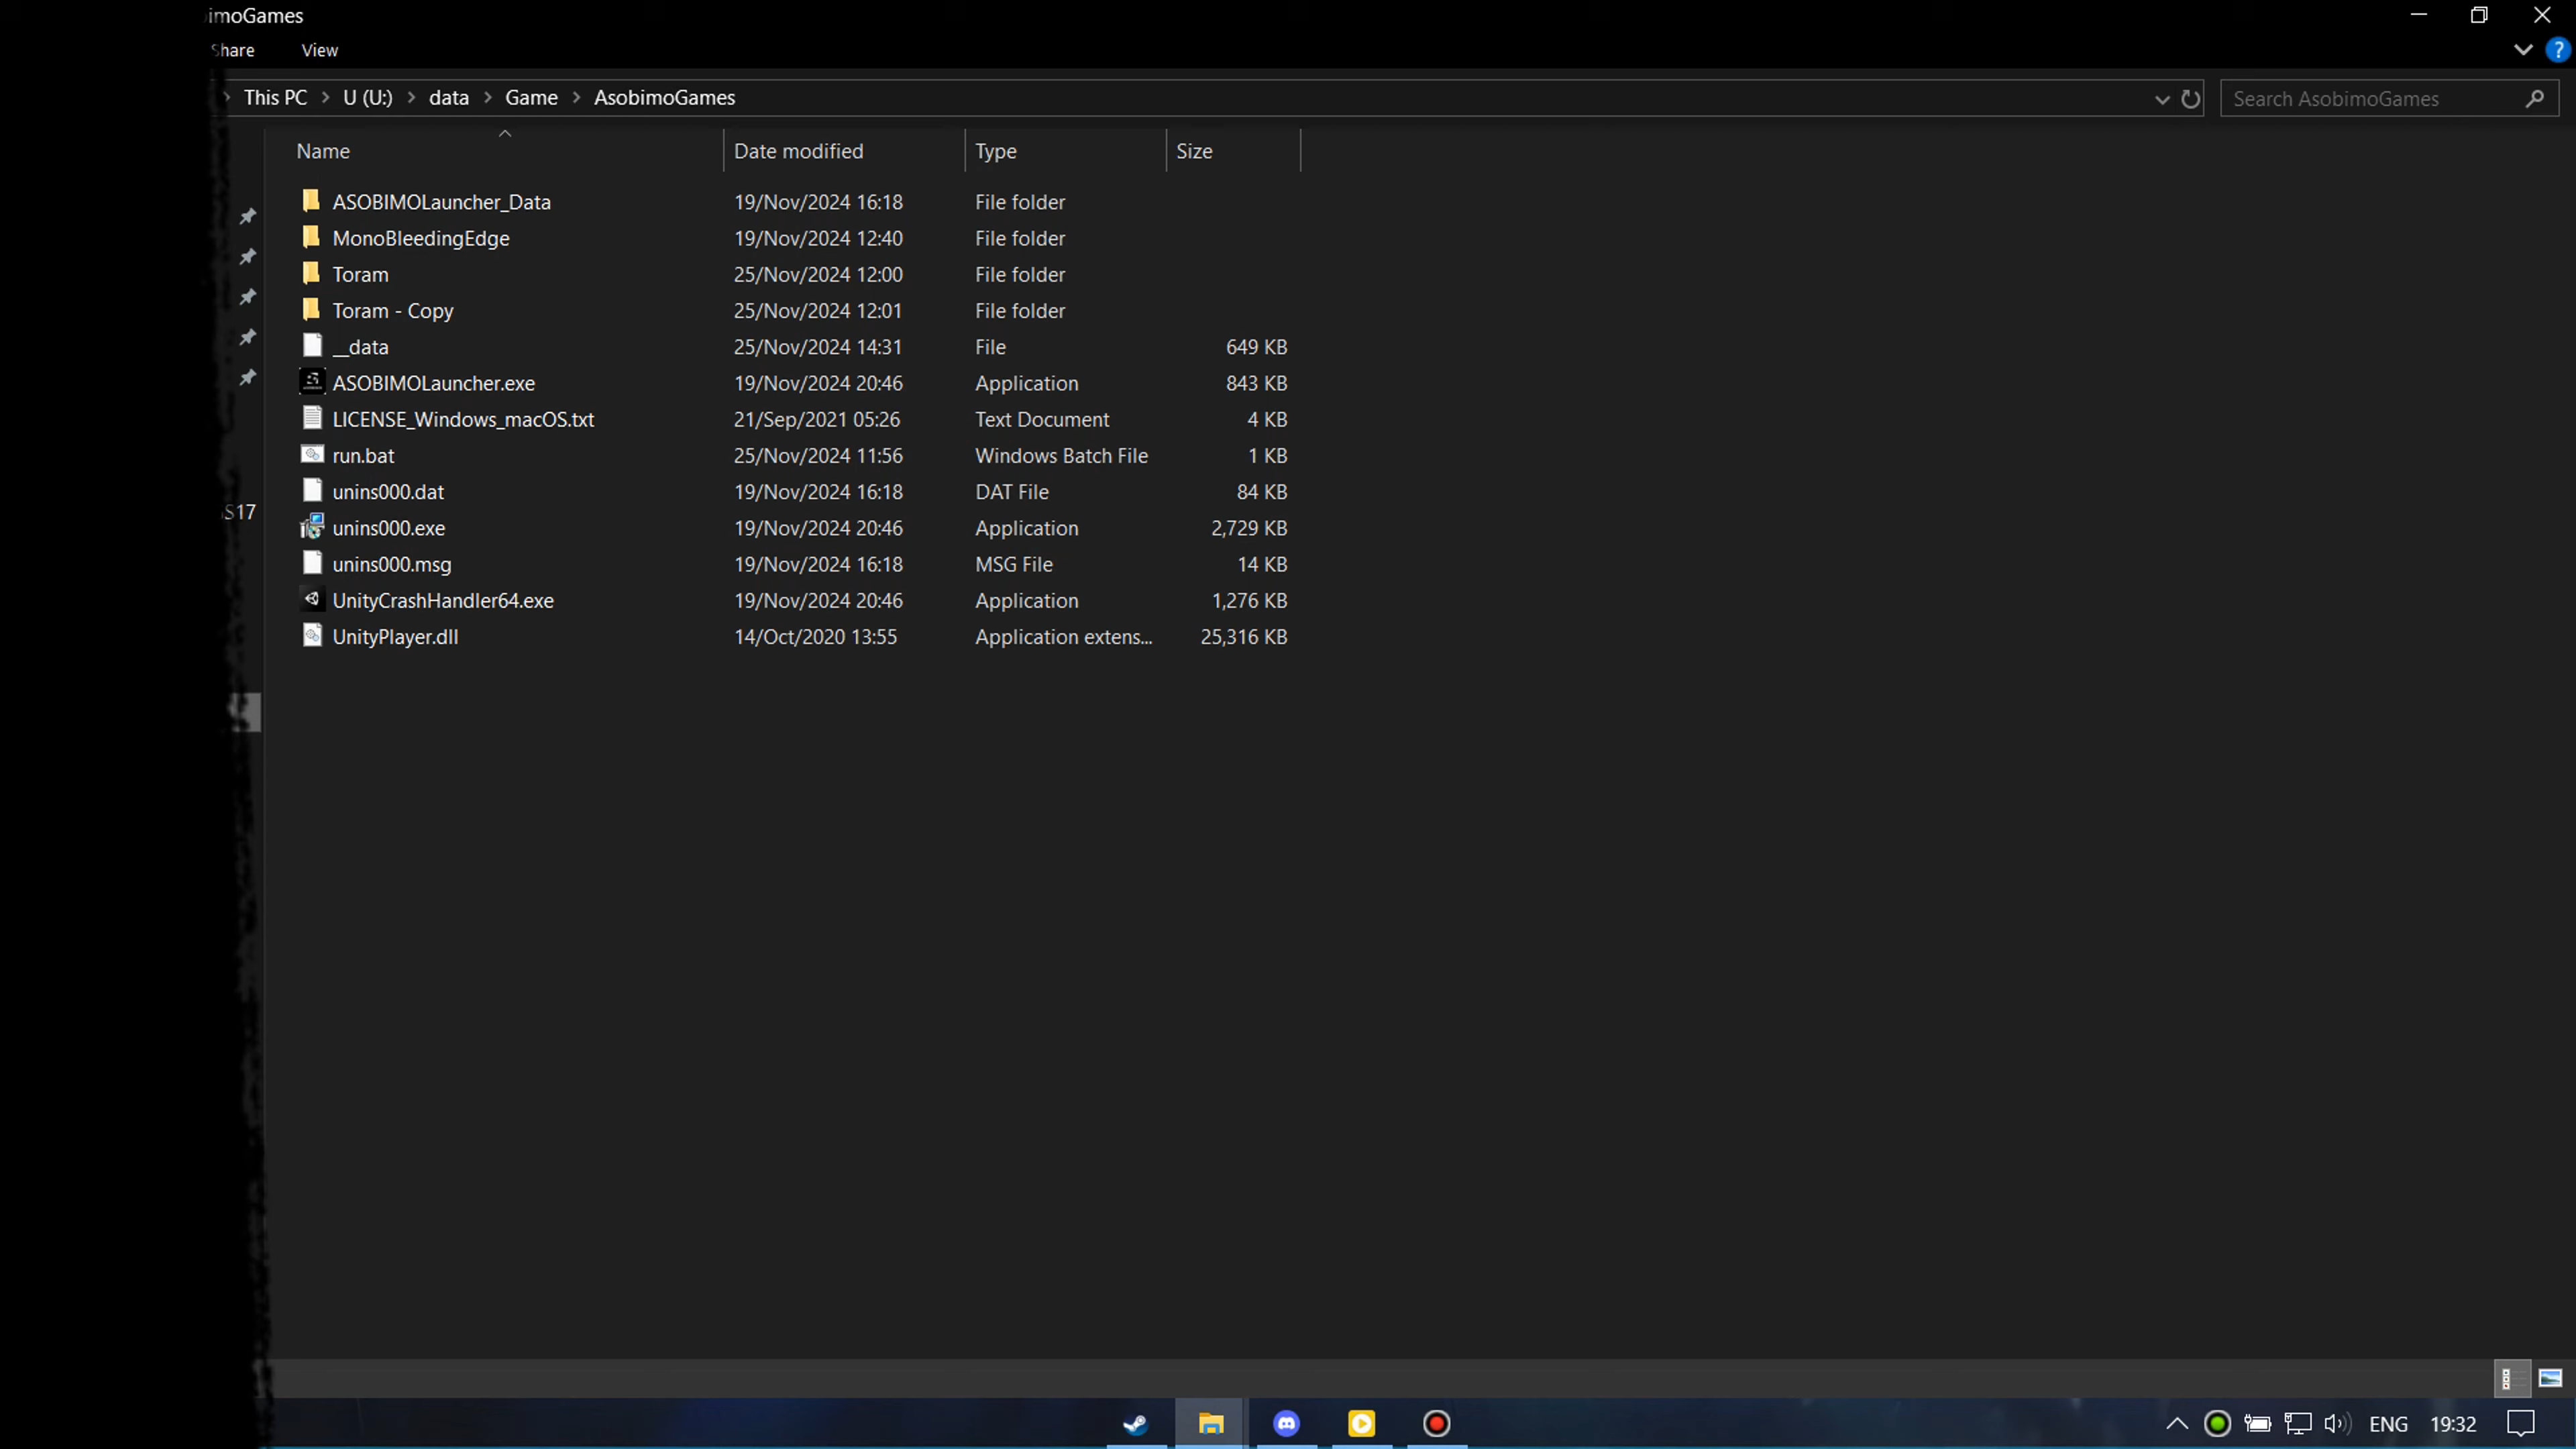 imoGames
Share View
This PC > U (U:) > data > Game > AsobimoGames
Search AsobimoGames
Name Date modified Type Size
ASOBIMOLauncher_Data 19/Nov/2024 16:18 File folder
MonoBleedingEdge 19/Nov/2024 12:40 File folder
Toram 25/Nov/2024 12:00 File folder
Toram - Copy 25/Nov/2024 12:01 File folder
__data 25/Nov/2024 14:31 File 649 KB
ASOBIMOLauncher.exe 19/Nov/2024 20:46 Application 843 KB
LICENSE_Windows_macOS.txt 21/Sep/2021 05:26 Text Document 4 KB
run.bat 25/Nov/2024 11:56 Windows Batch File 1 KB
unins000.dat 19/Nov/2024 16:18 DAT File 84 KB
S17
unins000.exe 19/Nov/2024 20:46 Application 2,729 KB
unins000.msg 19/Nov/2024 16:18 MSG File 14 KB
UnityCrashHandler64.exe 19/Nov/2024 20:46 Application 1,276 KB
UnityPlayer.dll 14/Oct/2020 13:55 Application extens... 25,316 KB
ENG 19:32